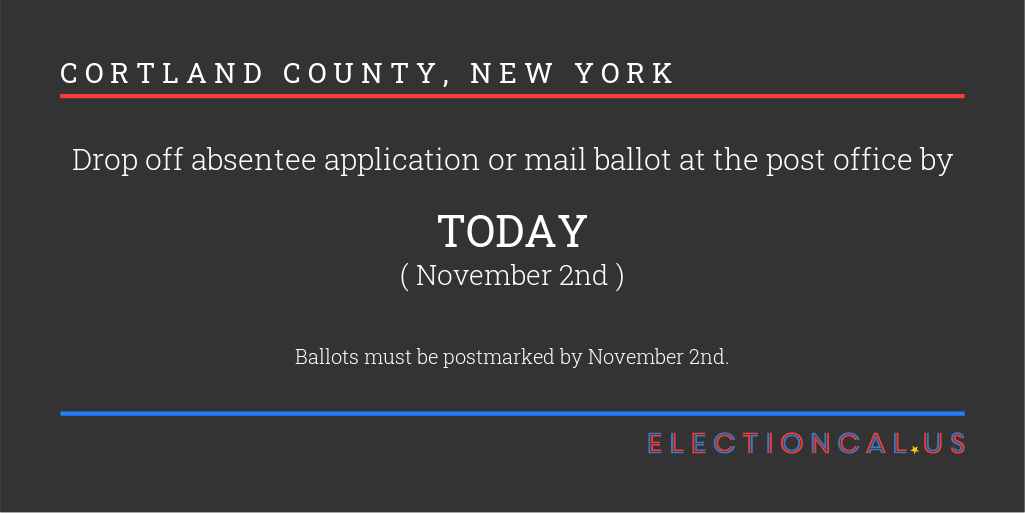 CORTLAND COUNTY, NEW YORK
Drop off absentee application or mail ballot at the post office by
TODAY
( November 2nd )
Ballots must be postmarked by November 2nd.
ELECTIONCAL.US